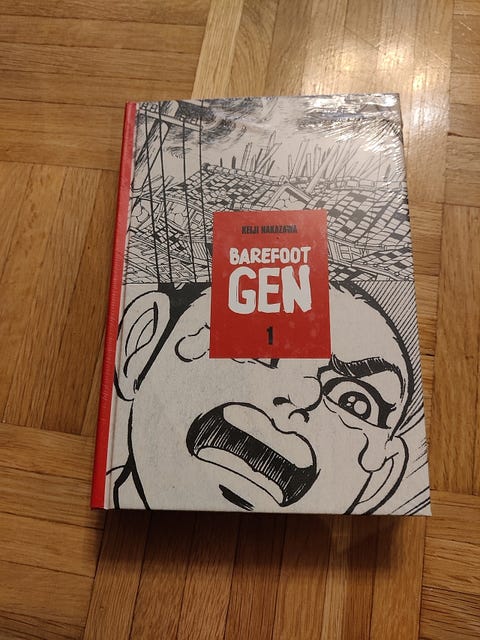 KEIJI NAKAZAWA
BAREFOOT
GEN
1